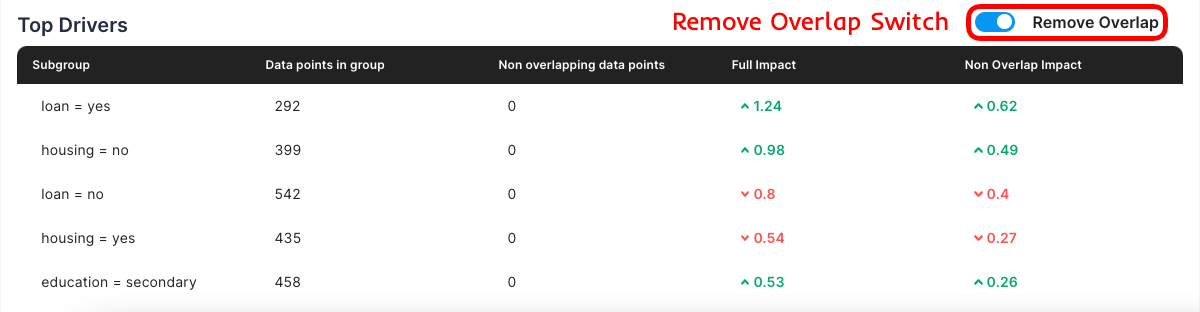 Top Drivers
Remove Overlap Switch
Remove Overlap
Subgroup Data points in group Non overlapping data points Full Impact Non Overlap Impact
loan = yes 292 0 1.24 0.62
housing = no 399 0 0.98 0.49
loan = no 542 0 0.8 0.4
housing = yes 435 0 0.54 0.27
education = secondary 458 0 0.53 0.26